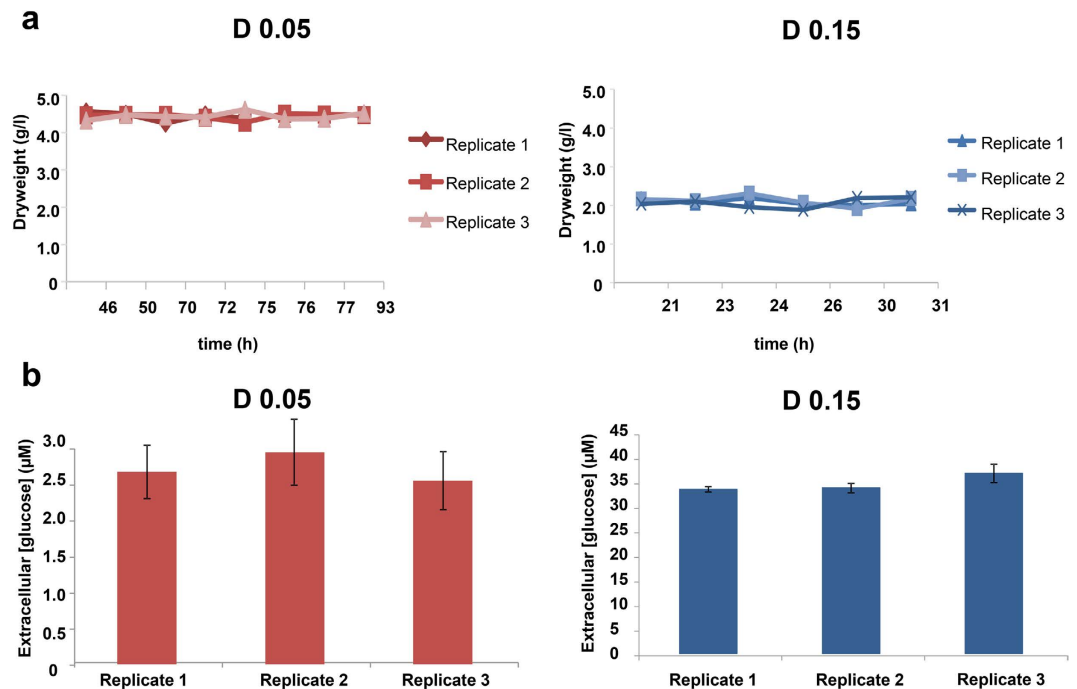 a
D 0.05
Dryweight (g/l)
5.0
4.0
3.0
2.0
1.0
0
46 50 70 72 75 76 77 93
time (h)
Replicate 1
Replicate 2
Replicate 3
D 0.15
Dryweight (g/l)
5.0
4.0
3.0
2.0
1.0
0
21 23 24 26 30 31
time (h)
Replicate 1
Replicate 2
Replicate 3
b
D 0.05
Extracellular [glucose] (µM)
3.0
2.5
2.0
1.5
1.0
0.5
0
Replicate 1 Replicate 2 Replicate 3
D 0.15
Extracellular [glucose] (µM)
45
40
35
30
25
20
15
10
5
0
Replicate 1 Replicate 2 Replicate 3